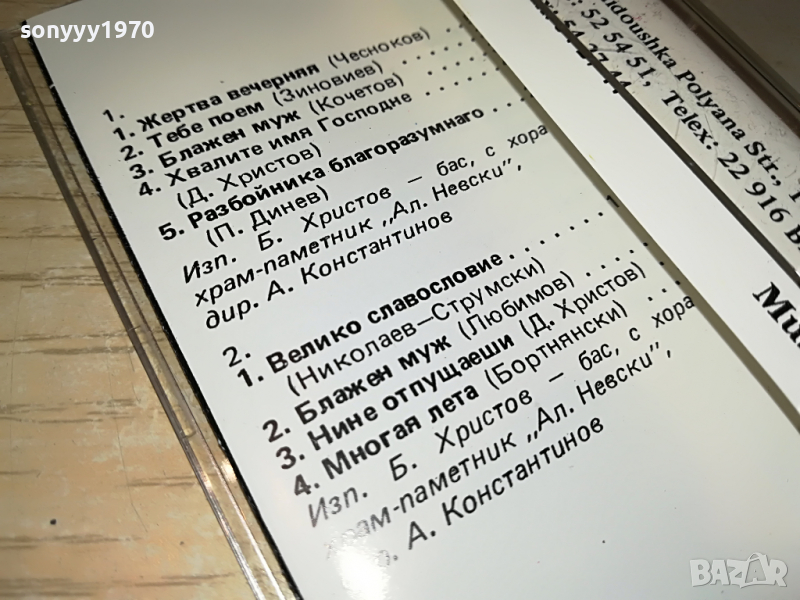 sonyyy1970
1.
1. Жертва вечерняя (Чесноков)
2. Тебе поем (Зиновиев) . . . . . .
3. Блажен муж (Кочетов) . . . . . .
4. Хвалите имя Господне
(Д. Христов)
5. Разбойника благоразумнаго . . .
(П. Динев)
Изп. Б. Христов – бас, с хора
храм-паметник „Ал. Невски",
дир. А. Константинов
2.
1. Велико славословие . . . . . . . 1
(Николаев—Струмски)
2. Блажен муж (Любимов) . . . . .
3. Нине отпущаеши (Д. Христов)
4. Многая лета (Бортнянски) . . . .
Изп. Б. Христов – бас, с хора
храм-паметник „Ал. Невски",
А. Константинов
Polyana Str.,
: 52 54 51, Telex: 22 916
BAZAR